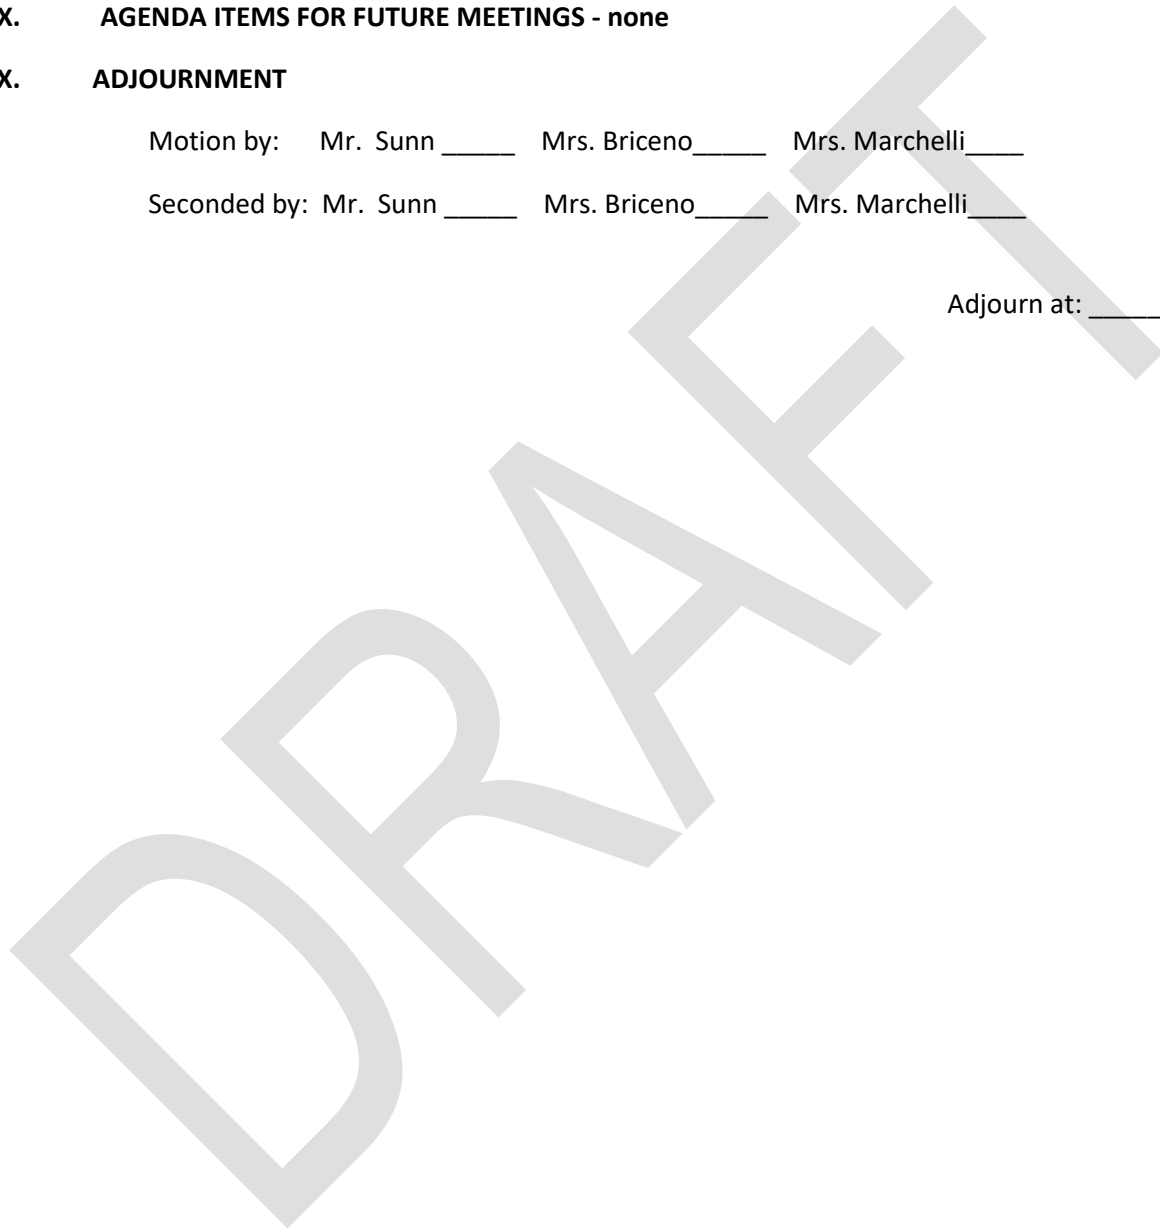 X. AGENDA ITEMS FOR FUTURE MEETINGS - none
X. ADJOURNMENT
Motion by: Mr. Sunn _____ Mrs. Briceno_____ Mrs. Marchelli____
Seconded by: Mr. Sunn _____ Mrs. Briceno_____ Mrs. Marchelli____
Adjourn at: _____
DRAFT